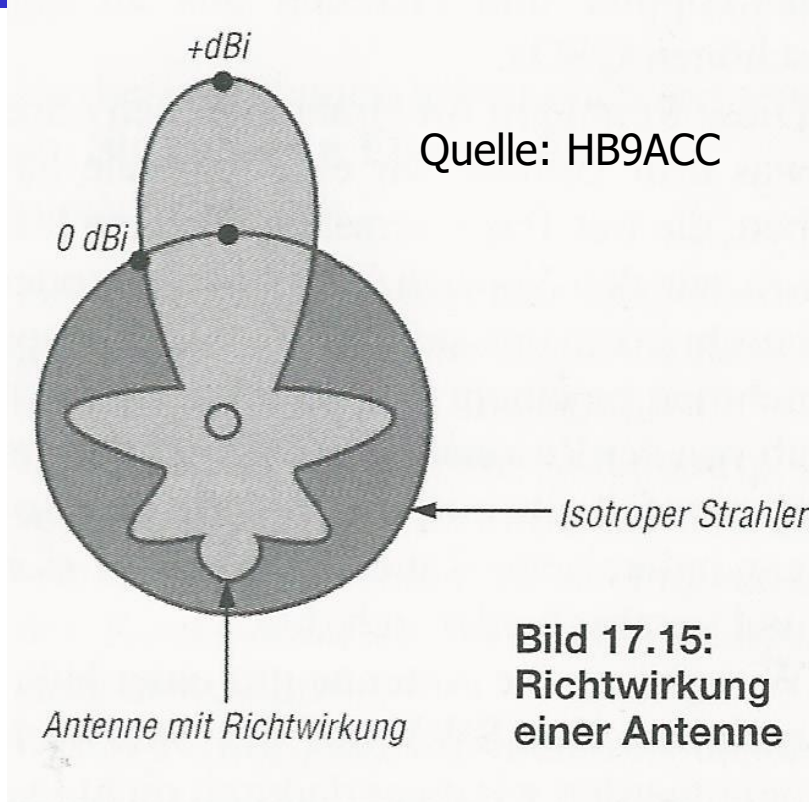 +dBi
Quelle: HB9ACC
0 dBi
Isotroper Strahler
Bild 17.15:
Richtwirkung
einer Antenne
Antenne mit Richtwirkung